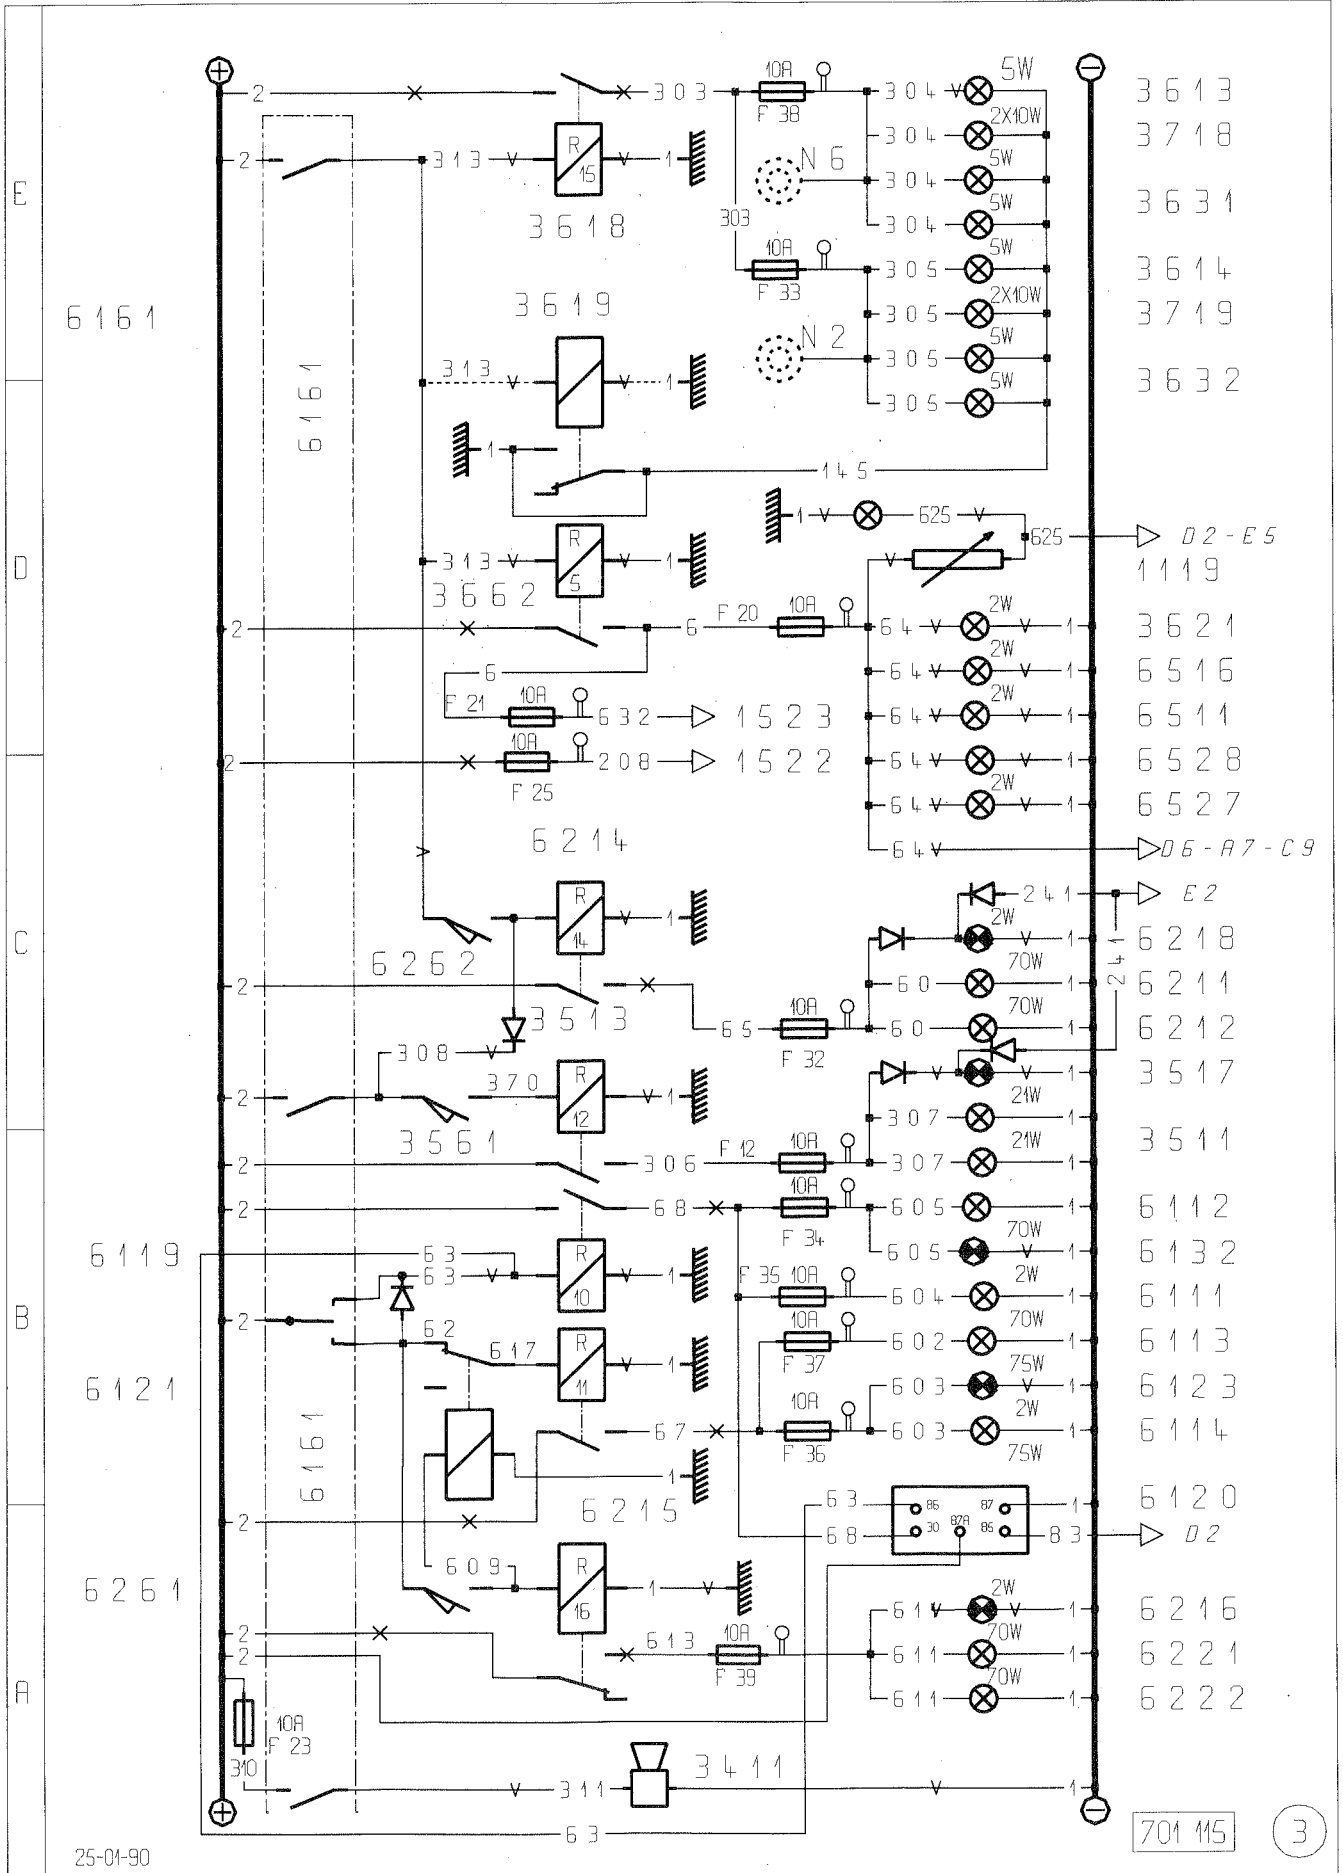 5W
2 303 10A 304 3613
F 38 2X10W
304 3718
2 313 R 15 1 N 6 5W
304
3631
3618 303 5W
304
10A 5W
305 3614
F 33
3619 2X10W
305 3719
6161 N 2 5W
305
313 1 5W
3632
305
6161
1
145
1 625 625 D2-E5
R
313 5 1 1119
3662
2 6 F 20 10A 64 2W 1 3621
6 64 2W 1 6516
F 21 10A 632 1523 64 2W 1 6511
2 10A 208 1522 64 1 6528
F 25 64 2W 1 6527
6214
64 D6-A7-C9
241 E2
R
14 1 2W 1 6218
241
6262 70W
2 60 1 6211
3513 70W
65 10A 60 1 6212
F 32
308
R
2 370 12 1 1 3517
3561 21W
307 1
3511
2 306 F 12 10A 21W
307 1
2 68 10A 605 1 6112
F 34 70W
6119 63 605 1 6132
63 R 10 1 2W
F 35 10A 604 1 6111
2 70W
62 617 R 11 1 10A 602 1 6113
F 37 75W
6121 603 1 6123
10A 2W
67 603 1 6114
F 36 75W
1
6161
6215 63 86 87 1 6120
2 68 30 87A 85 83 D2
609
6261 R 16 1
2W
614 1 6216
2 613 10A 70W
2 611 1 6221
F 39 70W
611 1 6222
10A
F 23
310
3411
311 1
63
701 115 3
25-01-90
E
D
C
B
A